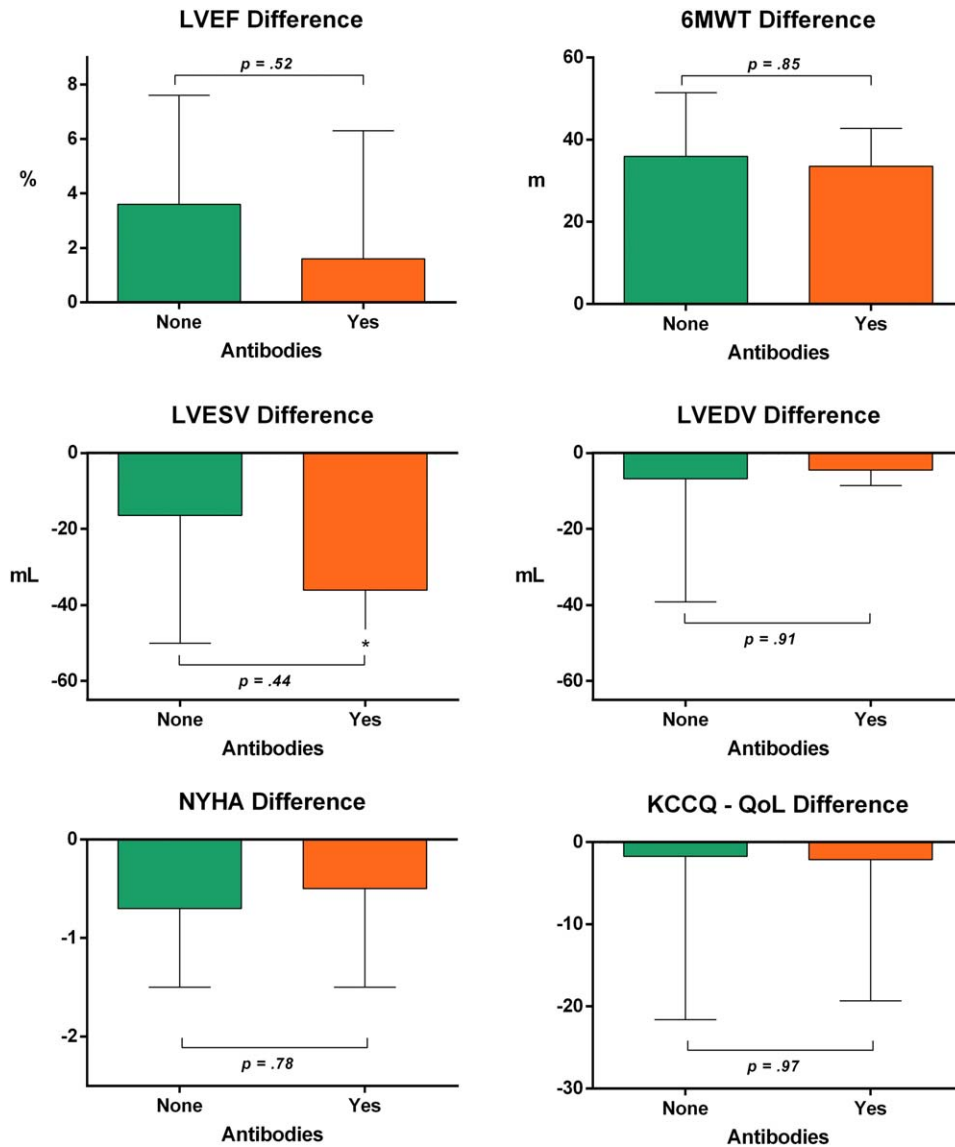 LVEF Difference
p = .52
8
6
4
2
0
%
None
Yes
Antibodies
6MWT Difference
p = .85
60
40
20
0
m
None
Yes
Antibodies
LVESV Difference
0
-20
-40
-60
mL
*
p = .44
None
Yes
Antibodies
LVEDV Difference
0
-20
-40
-60
mL
p = .91
None
Yes
Antibodies
NYHA Difference
0
-1
-2
p = .78
None
Yes
Antibodies
KCCQ - QoL Difference
0
-10
-20
-30
p = .97
None
Yes
Antibodies